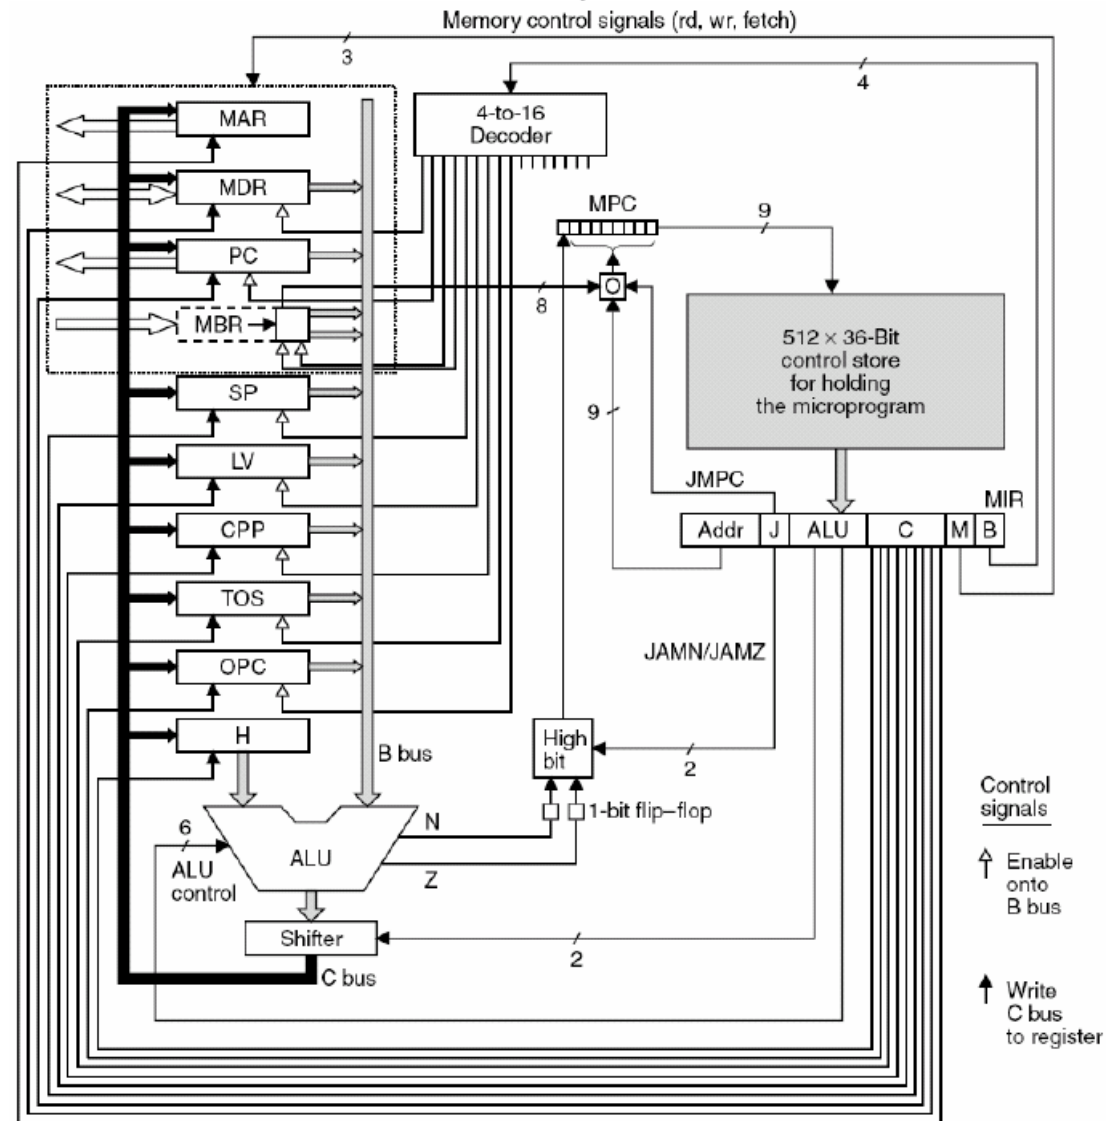 Memory control signals (rd, wr, fetch)
3
4
MAR
4-to-16
Decoder
MDR
MPC
9
PC
O
8
MBR
512 × 36-Bit
control store
for holding
the microprogram
SP
9
LV
JMPC
MIR
CPP
Addr
J
ALU
C
M
B
TOS
JAMN/JAMZ
OPC
H
B bus
High
bit
2
Control
signals
1-bit flip–flop
6
N
ALU
ALU
control
Z
Enable
onto
B bus
Shifter
2
C bus
Write
C bus
to register